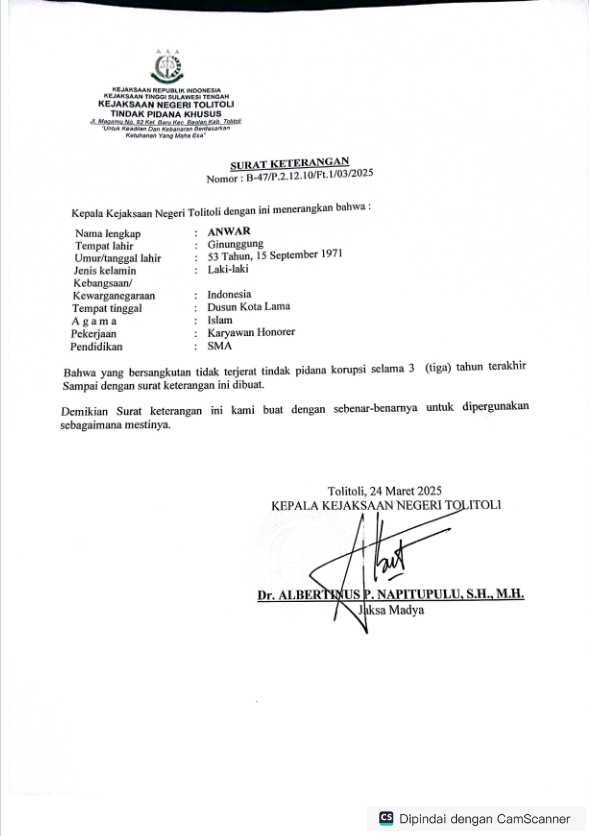 KEJAKSAAN REPUBLIK INDONESIA
KEJAKSAAN TINGGI SULAWESI TENGAH
KEJAKSAAN NEGERI TOLITOLI
TINDAK PIDANA KHUSUS
Jl. Magamu No. 92 Kel. Baru Kec. Baolan Kab. Tolitoli
"Untuk Keadilan Dan Kebenaran Berdasarkan
Ketuhanan Yang Maha Esa"
SURAT KETERANGAN
Nomor : B-47/P.2.12.10/Ft.1/03/2025
Kepala Kejaksaan Negeri Tolitoli dengan ini menerangkan bahwa :
Nama lengkap : ANWAR
Tempat lahir : Ginunggung
Umur/tanggal lahir : 53 Tahun, 15 September 1971
Jenis kelamin : Laki-laki
Kebangsaan/
Kewarganegaraan : Indonesia
Tempat tinggal : Dusun Kota Lama
A g a m a : Islam
Pekerjaan : Karyawan Honorer
Pendidikan : SMA
Bahwa yang bersangkutan tidak terjerat tindak pidana korupsi selama 3 (tiga) tahun terakhir
Sampai dengan surat keterangan ini dibuat.
Demikian Surat keterangan ini kami buat dengan sebenar-benarnya untuk dipergunakan
sebagaimana mestinya.
Tolitoli, 24 Maret 2025
KEPALA KEJAKSAAN NEGERI TOLITOLI
Dr. ALBERTINUS P. NAPITUPULU, S.H., M.H.
Jaksa Madya
CS Dipindai dengan CamScanner